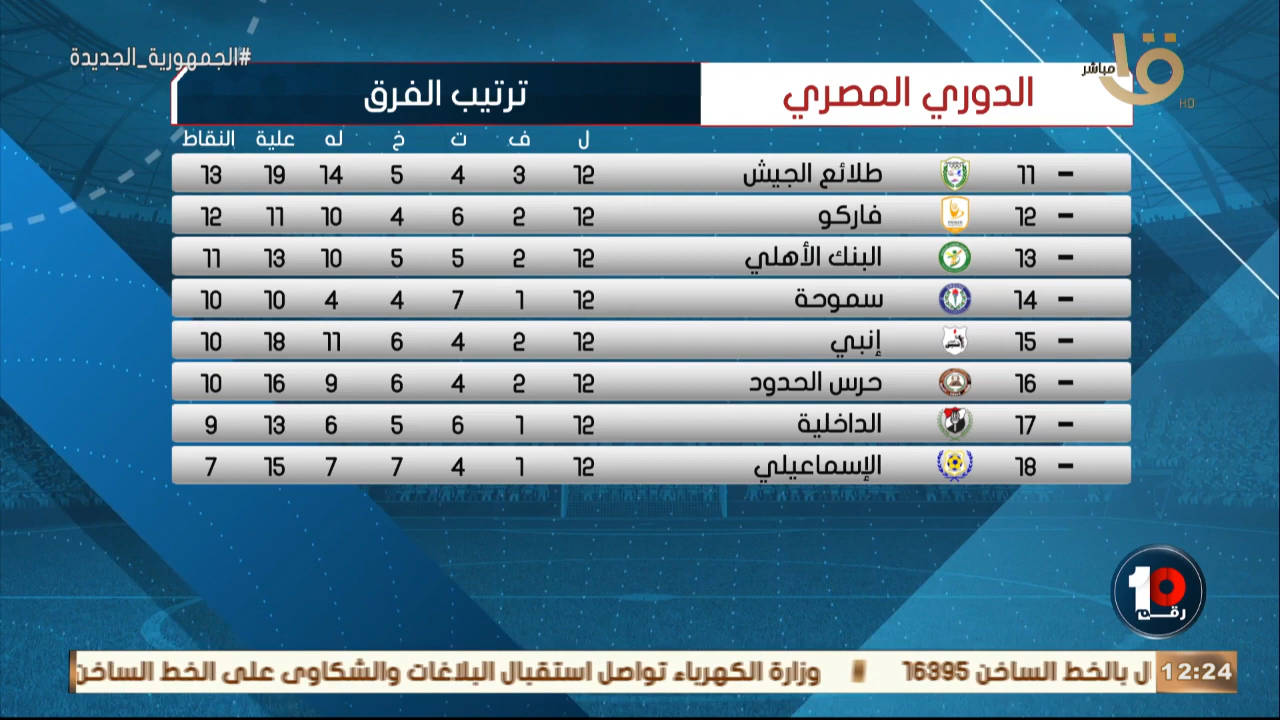 #الجمهورية_الجديدة
مباشر
HD
الدوري المصري
ترتيب الفرق
ل ف ت خ له علية النقاط
11 طلائع الجيش 12 3 4 5 14 19 13
12 فاركو 12 2 6 4 10 11 12
13 البنك الأهلي 12 2 5 5 10 13 11
14 سموحة 12 1 7 4 4 10 10
15 إنبي 12 2 4 6 11 18 10
16 حرس الحدود 12 2 4 6 9 16 10
17 الداخلية 12 1 6 5 6 13 9
18 الإسماعيلي 12 1 4 7 7 15 7
رقم 10
12:24 ل بالخط الساخن 16395 وزارة الكهرباء تواصل استقبال البلاغات والشكاوى على الخط الساخن